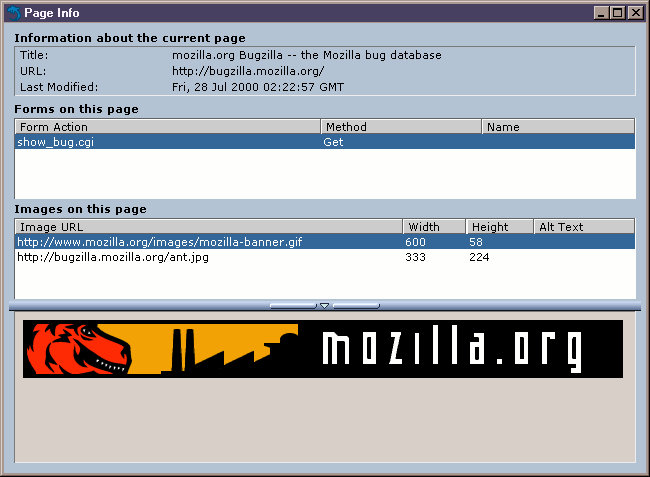 Page Info
Information about the current page
Title: mozilla.org Bugzilla -- the Mozilla bug database
URL: http://bugzilla.mozilla.org/
Last Modified: Fri, 28 Jul 2000 02:22:57 GMT
Forms on this page
Form Action Method Name
show_bug.cgi Get
Images on this page
Image URL Width Height Alt Text
http://www.mozilla.org/images/mozilla-banner.gif 600 58
http://bugzilla.mozilla.org/ant.jpg 333 224
mozilla.org